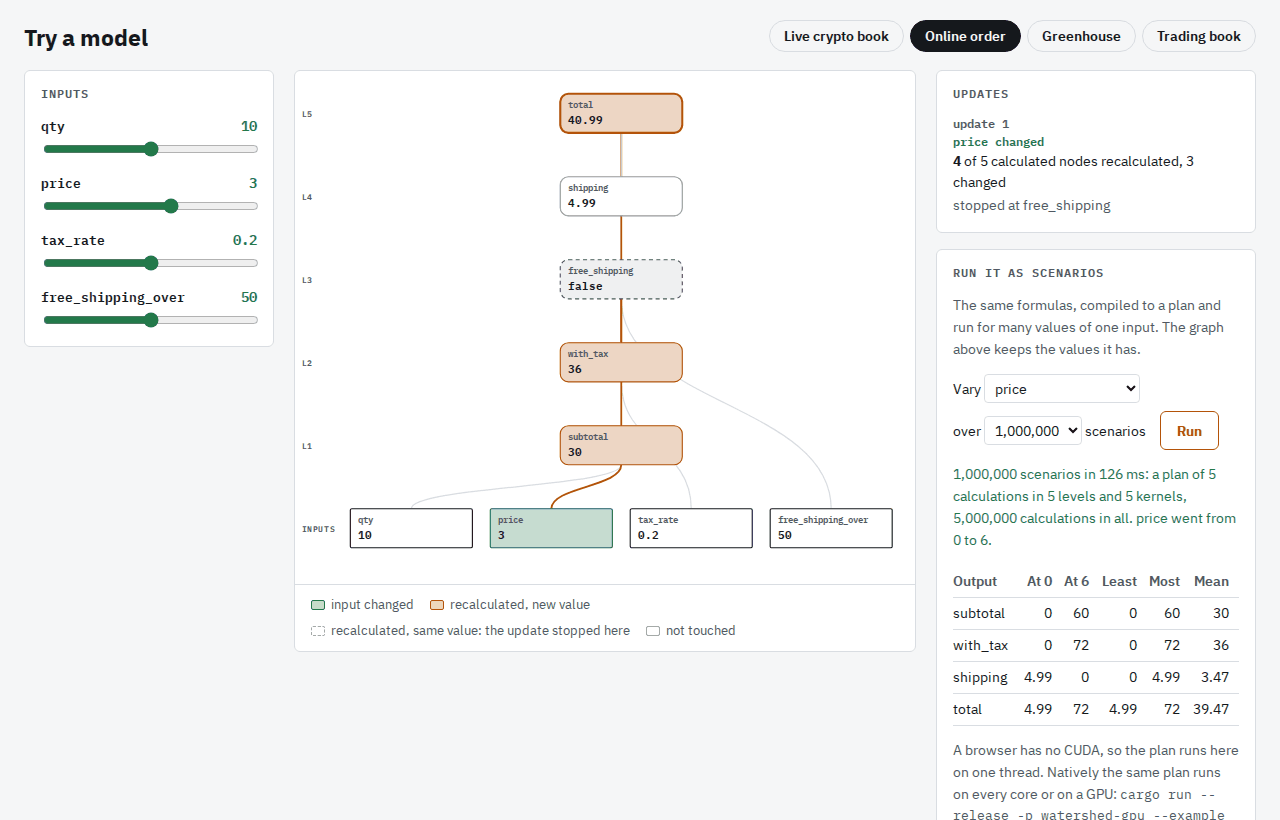 Try a model
Live crypto book
Online order
Greenhouse
Trading book
INPUTS
qty 10
price 3
tax_rate 0.2
free_shipping_over 50
L5
total
40.99
L4
shipping
4.99
L3
free_shipping
false
L2
with_tax
36
L1
subtotal
30
INPUTS
qty
10
price
3
tax_rate
0.2
free_shipping_over
50
input changed
recalculated, new value
recalculated, same value: the update stopped here
not touched
UPDATES
update 1
price changed
4 of 5 calculated nodes recalculated, 3
changed
stopped at free_shipping
RUN IT AS SCENARIOS
The same formulas, compiled to a plan and
run for many values of one input. The graph
above keeps the values it has.
Vary price
over 1,000,000 scenarios Run
1,000,000 scenarios in 126 ms: a plan of 5
calculations in 5 levels and 5 kernels,
5,000,000 calculations in all. price went from
0 to 6.
Output At 0 At 6 Least Most Mean
subtotal 0 60 0 60 30
with_tax 0 72 0 72 36
shipping 4.99 0 0 4.99 3.47
total 4.99 72 4.99 72 39.47
A browser has no CUDA, so the plan runs here
on one thread. Natively the same plan runs
on every core or on a GPU: cargo run --
release -p watershed-gpu --example